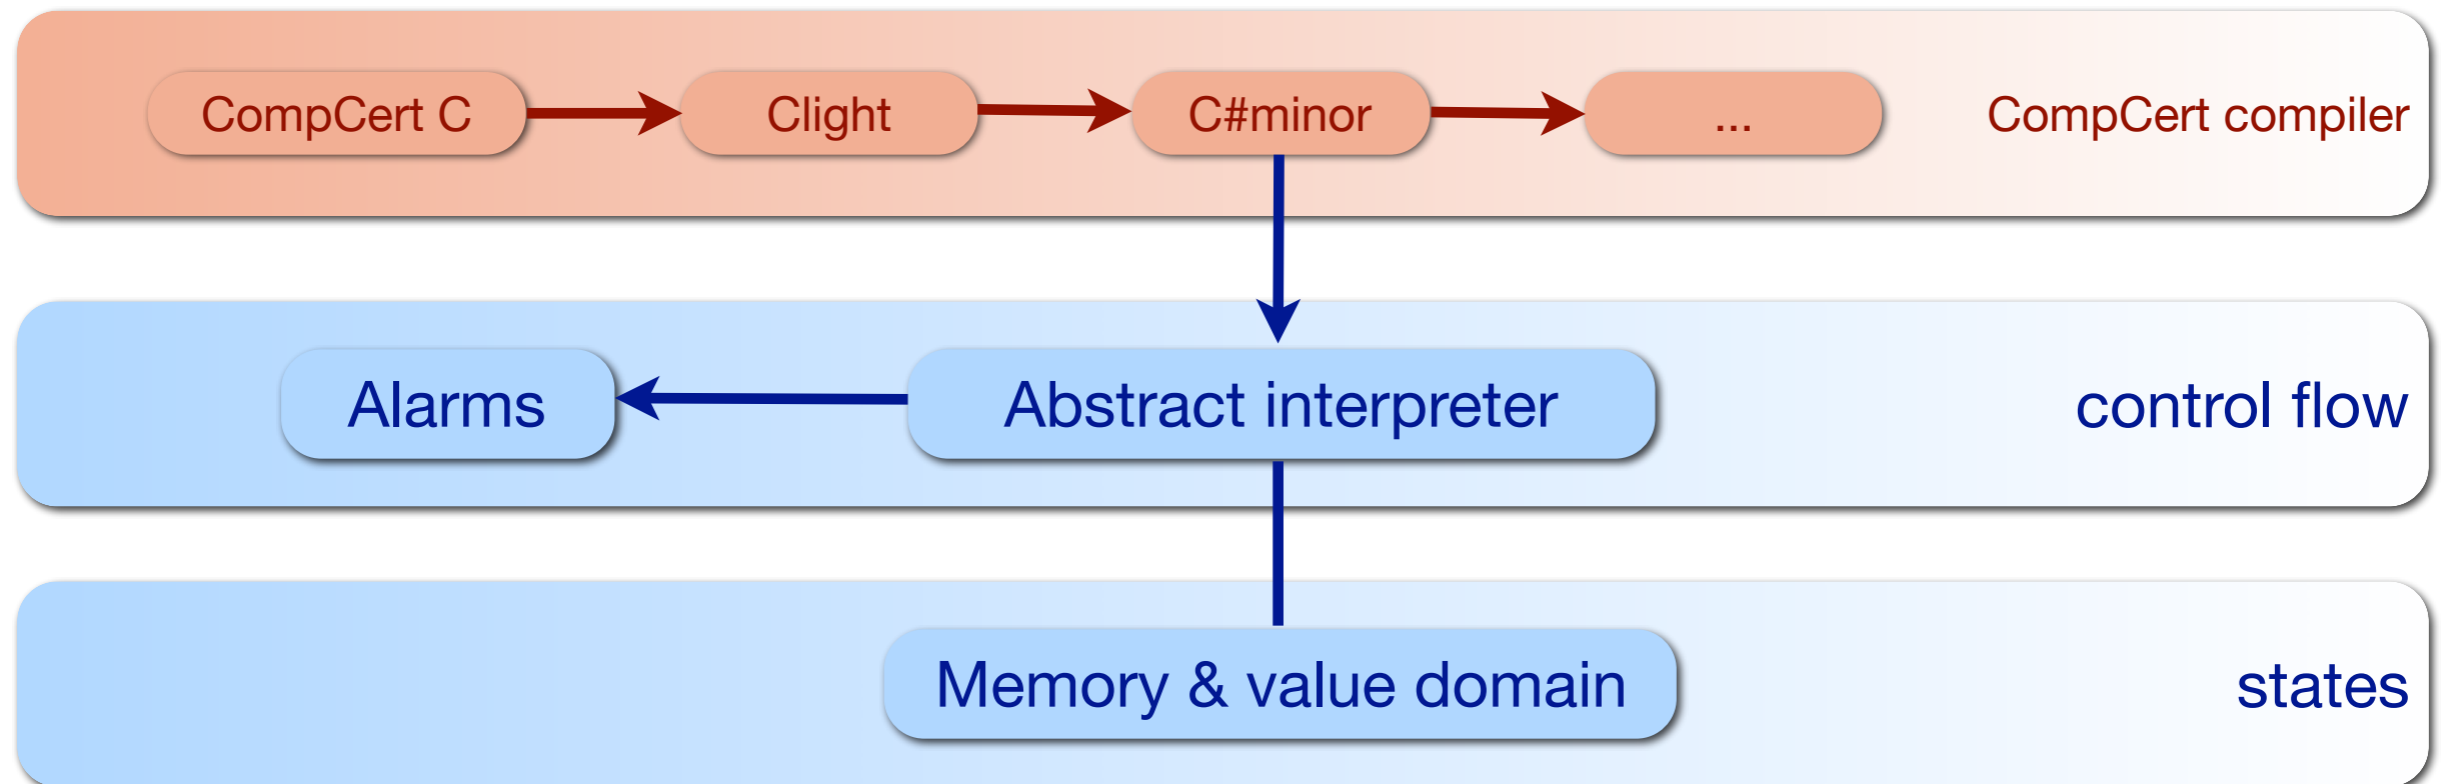 CompCert C
Clight
C#minor
...
CompCert compiler
Alarms
Abstract interpreter
control flow
Memory & value domain
states